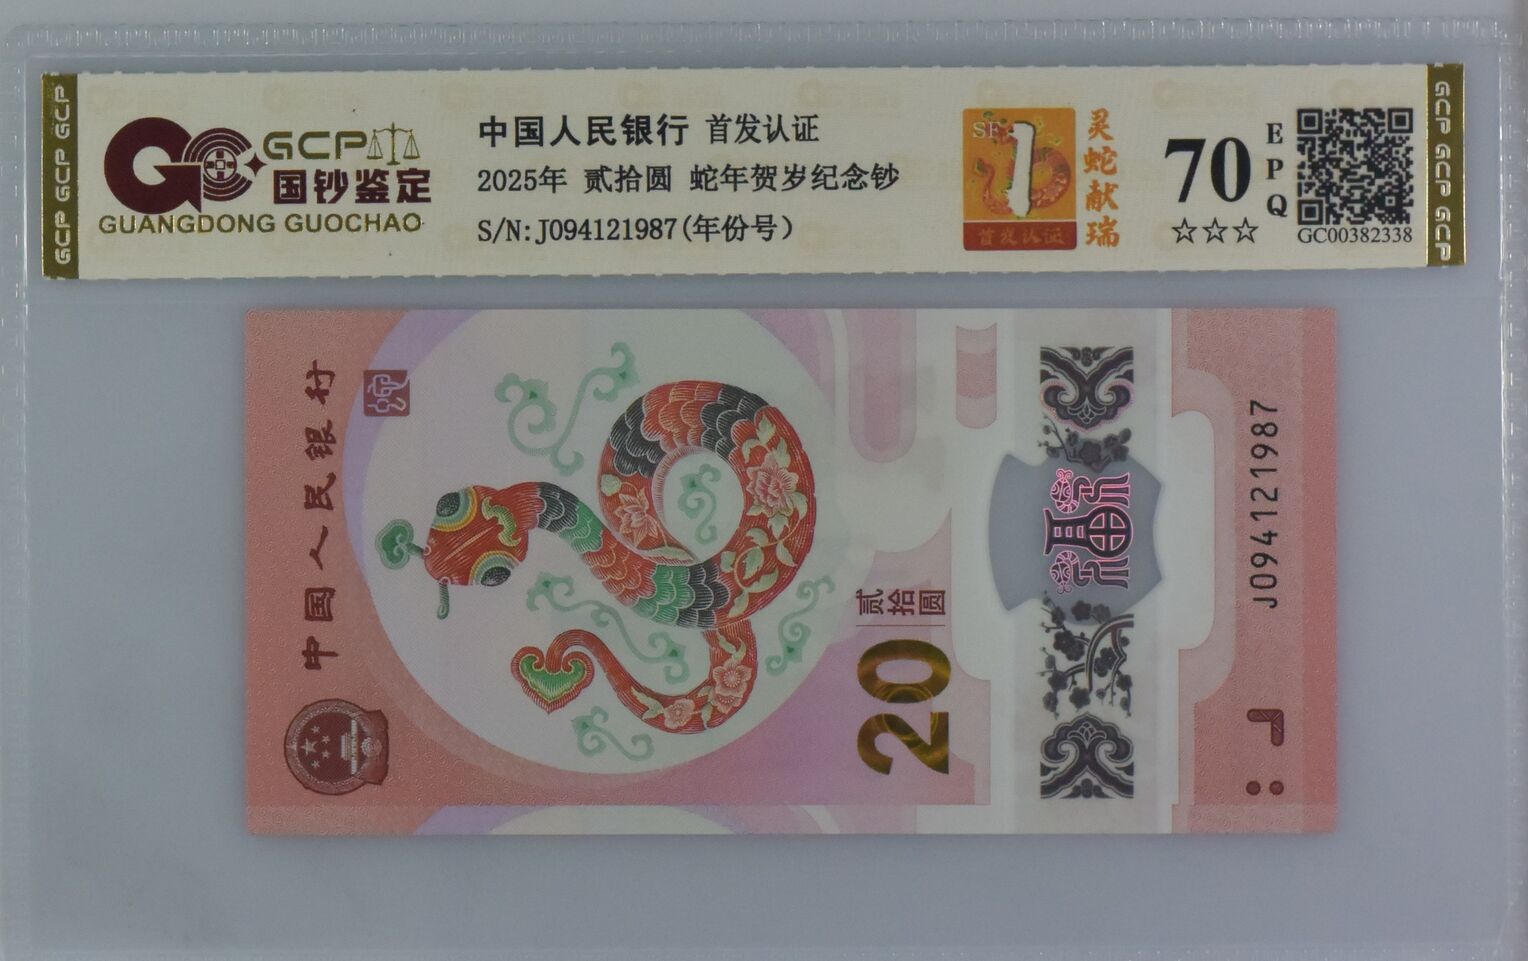 GCP GCP GCP
GCP
国钞鉴定
GUANGDONG GUOCHAO
中国人民银行 首发认证
2025年 贰拾圆 蛇年贺岁纪念钞
S/N:J094121987(年份号)
SF1
首发认证
灵蛇献瑞
70
EPQ
☆☆☆
GC00382338
GCP GCP GCP
中国人民银行
蛇
贰拾圆
20
福
J094121987